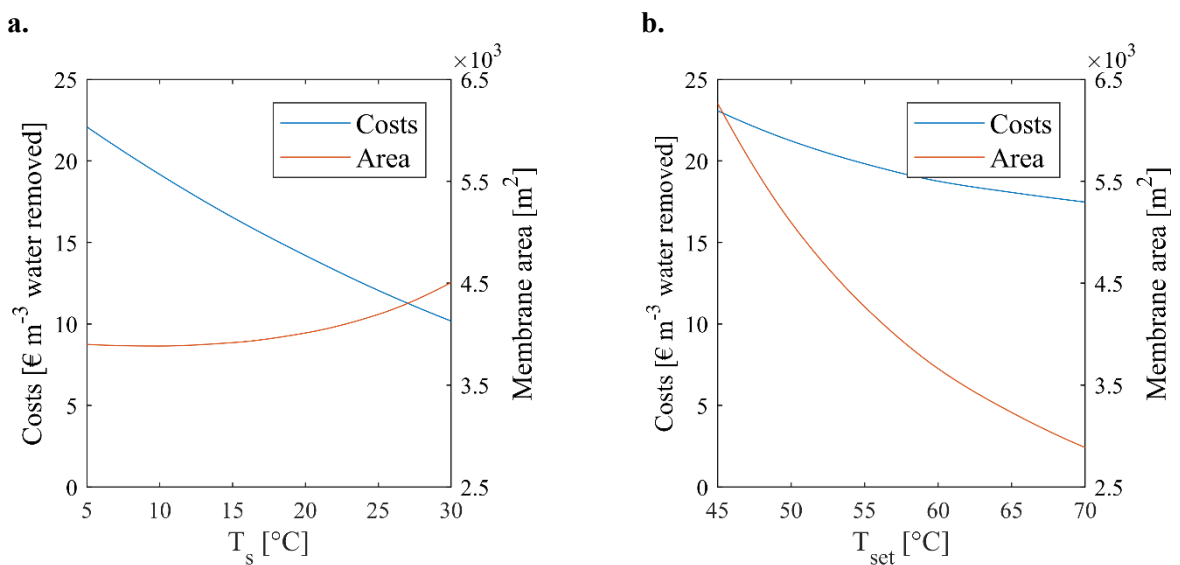 a.
×10³
25
20
15
10
5
0
Costs [€ m⁻³ water removed]
6.5
5.5
4.5
3.5
2.5
Membrane area [m²]
Costs
Area
5 10 15 20 25 30
Tₛ [°C]
b.
×10³
25
20
15
10
5
0
Costs [€ m⁻³ water removed]
6.5
5.5
4.5
3.5
2.5
Membrane area [m²]
Costs
Area
45 50 55 60 65 70
T_set [°C]